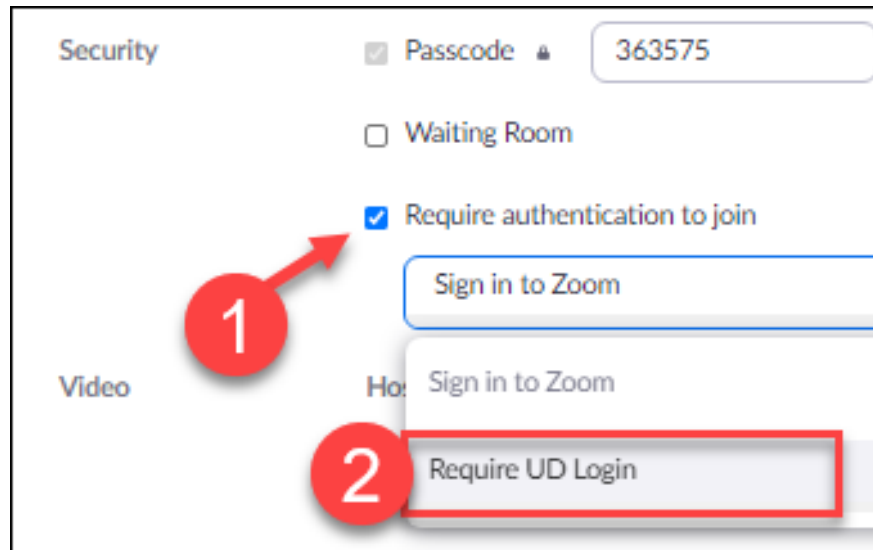 Security
Passcode
363575
Waiting Room
Require authentication to join
1
Sign in to Zoom
Video
Sign in to Zoom
2
Require UD Login